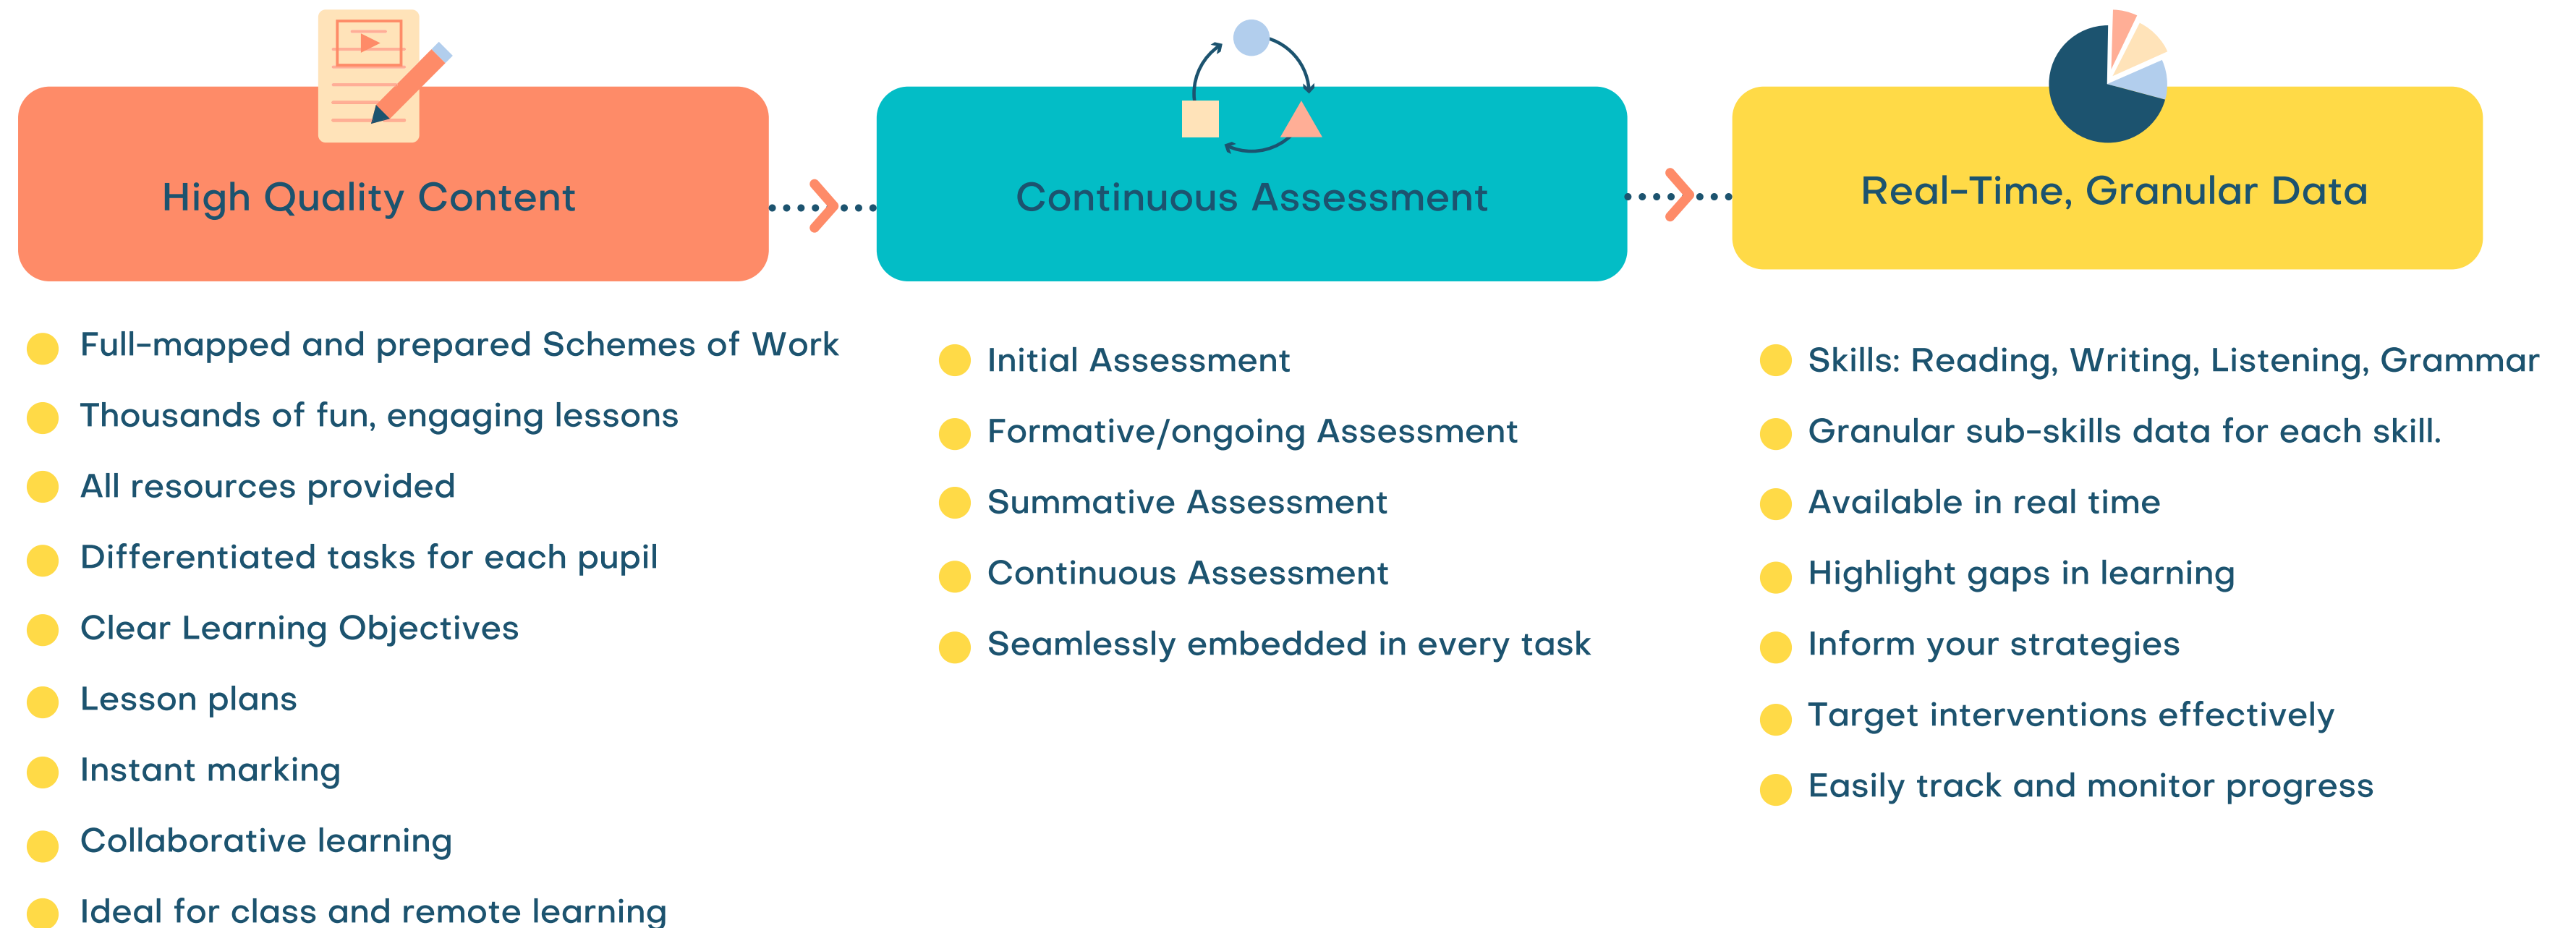 High Quality Content
Full-mapped and prepared Schemes of Work
Thousands of fun, engaging lessons
All resources provided
Differentiated tasks for each pupil
Clear Learning Objectives
Lesson plans
Instant marking
Collaborative learning
Ideal for class and remote learning
Continuous Assessment
Initial Assessment
Formative/ongoing Assessment
Summative Assessment
Continuous Assessment
Seamlessly embedded in every task
Real-Time, Granular Data
Skills: Reading, Writing, Listening, Grammar
Granular sub-skills data for each skill.
Available in real time
Highlight gaps in learning
Inform your strategies
Target interventions effectively
Easily track and monitor progress